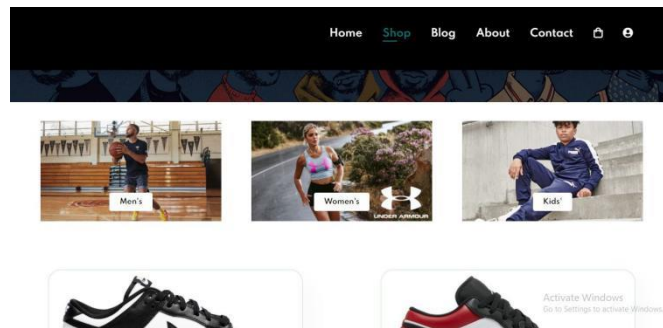 Home Shop Blog About Contact
Men's
Women's
UNDER ARMOUR
Kids'
Activate Windows
Go to Settings to activate Windows.